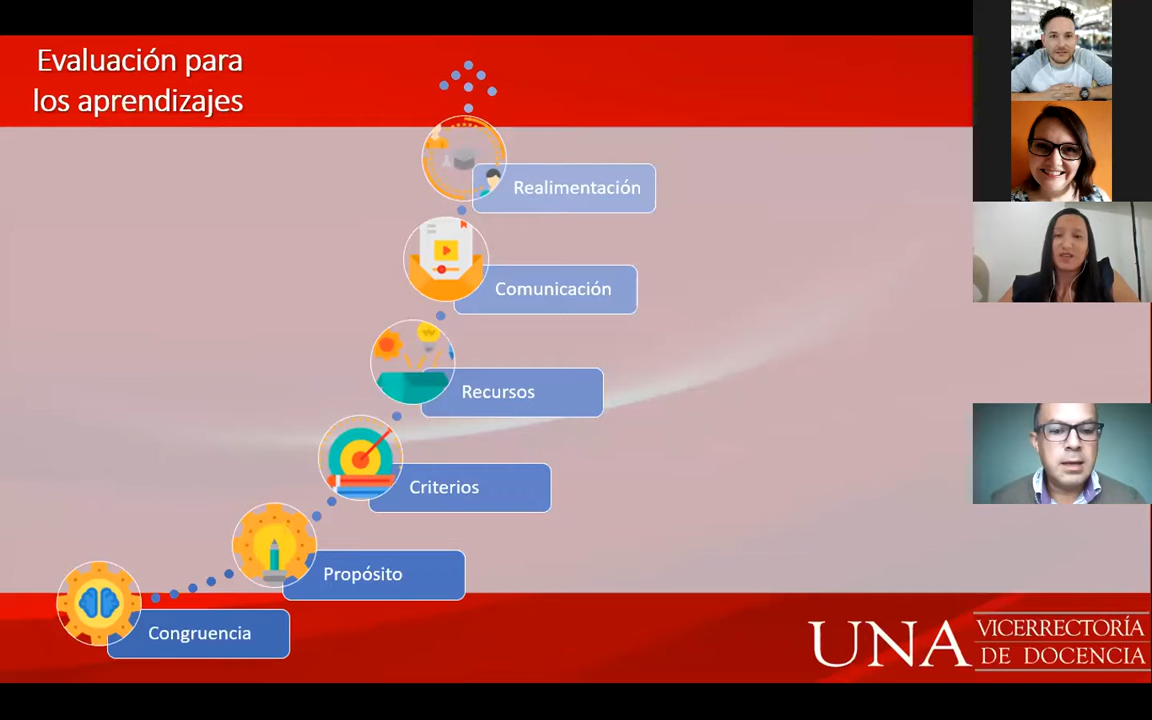 Evaluación para
los aprendizajes
Realimentación
Comunicación
Recursos
Criterios
Propósito
Congruencia
UNA
VICERRECTORÍA
DE DOCENCIA